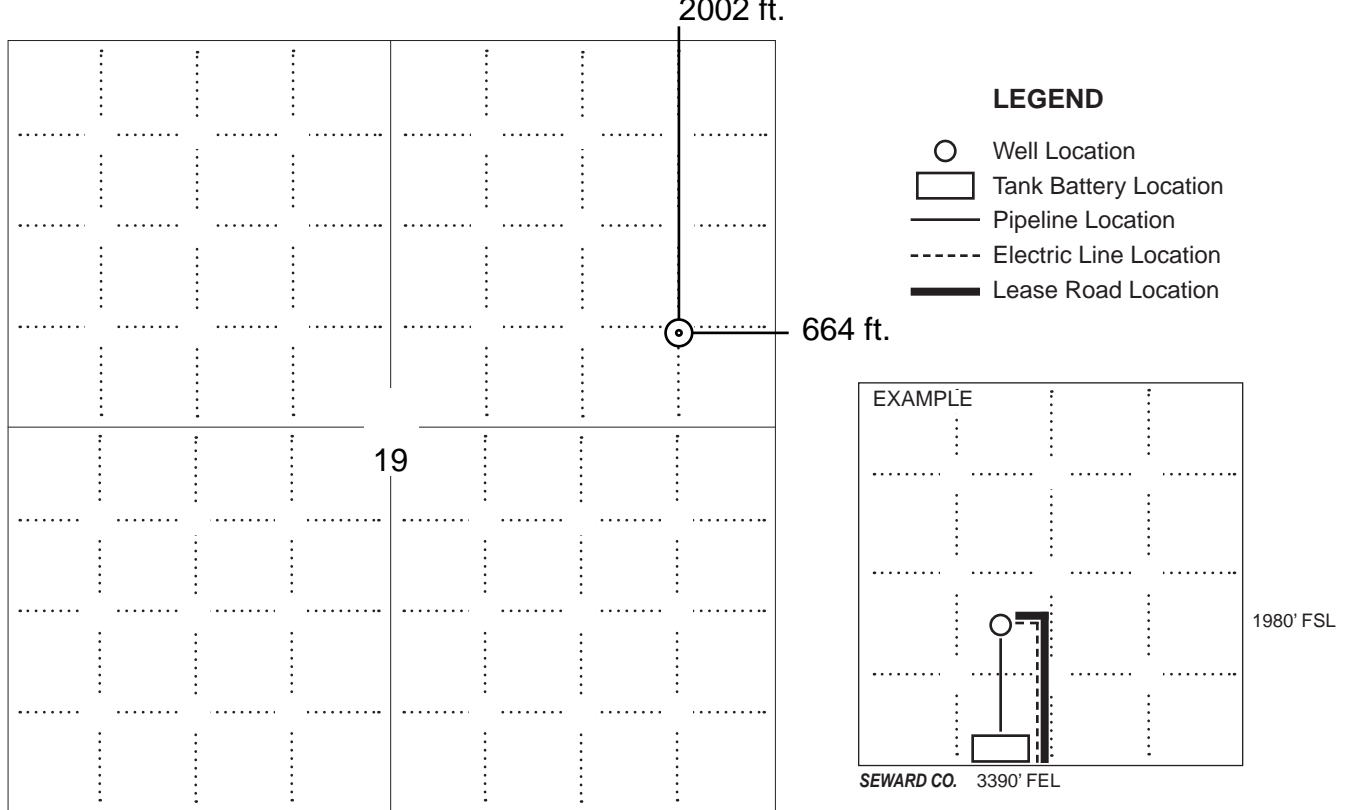 2002 ft.
LEGEND
Well Location
Tank Battery Location
Pipeline Location
Electric Line Location
Lease Road Location
664 ft.
EXAMPLE
19
1980' FSL
SEWARD CO. 3390' FEL